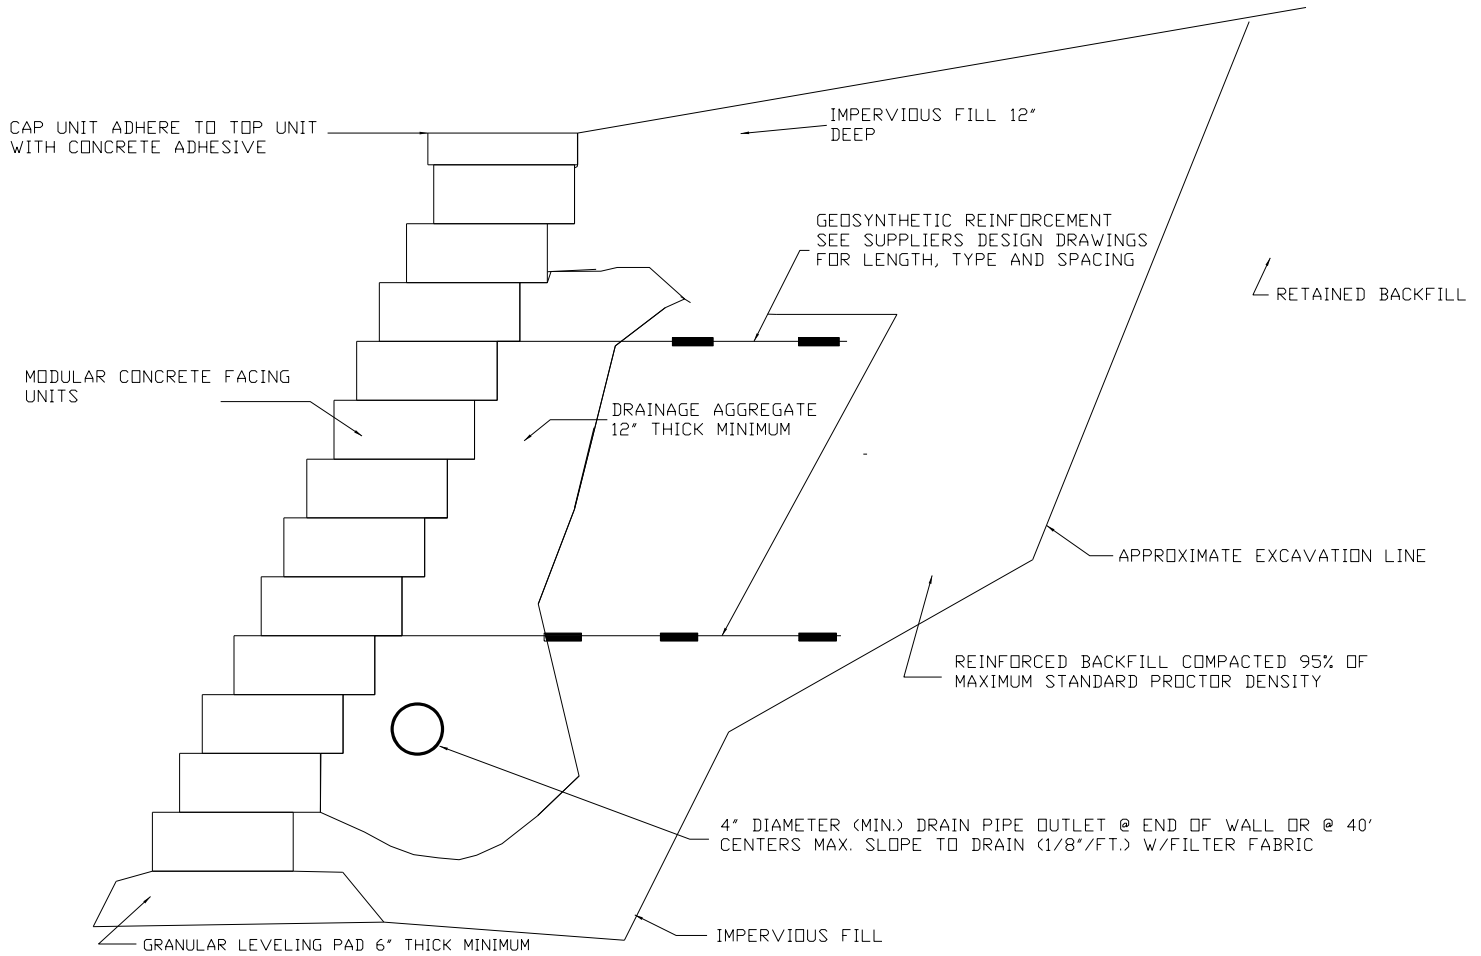 CAP UNIT ADHERE TO TOP UNIT
WITH CONCRETE ADHESIVE
IMPERVIOUS FILL 12"
DEEP
GEOSYNTHETIC REINFORCEMENT
SEE SUPPLIERS DESIGN DRAWINGS
FOR LENGTH, TYPE AND SPACING
RETAINED BACKFILL
MODULAR CONCRETE FACING
UNITS
DRAINAGE AGGREGATE
12" THICK MINIMUM
APPROXIMATE EXCAVATION LINE
REINFORCED BACKFILL COMPACTED 95% OF
MAXIMUM STANDARD PROCTOR DENSITY
4" DIAMETER (MIN.) DRAIN PIPE OUTLET @ END OF WALL OR @ 40'
CENTERS MAX. SLOPE TO DRAIN (1/8"/FT.) W/FILTER FABRIC
IMPERVIOUS FILL
GRANULAR LEVELING PAD 6" THICK MINIMUM